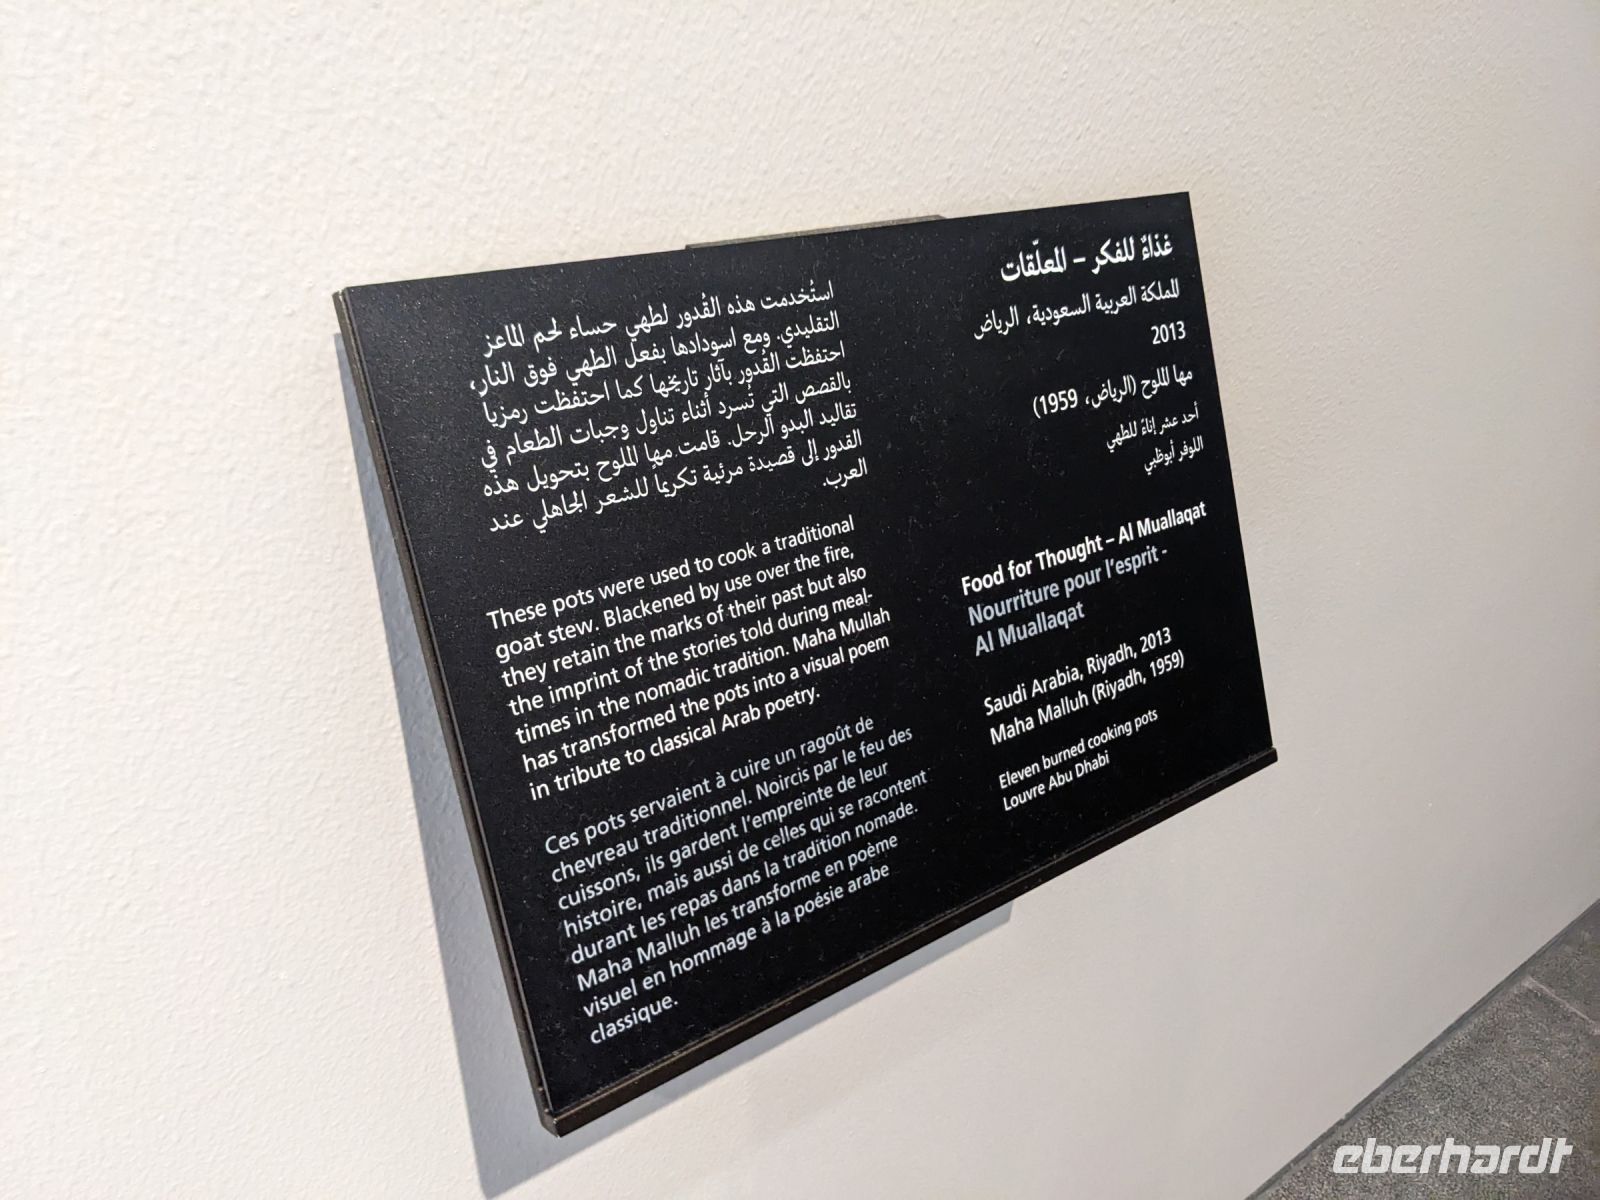 استُخدمت هذه القُدور لطهي حساء لحم الماعز
التقليدي. ومع اسودادها بفعل الطهي فوق النار،
احتفظت القُدور بآثار تاريخها كما احتفظت رمزيا
بالقصص التي تُسرد أثناء تناول وجبات الطعام في
تقاليد البدو الرحل. قامت مها الملوح بتحويل هذه
القدور إلى قصيدة مرئية تكريمًا للشعر الجاهلي عند
العرب.
These pots were used to cook a traditional
goat stew. Blackened by use over the fire,
they retain the marks of their past but also
the imprint of the stories told during meal-
times in the nomadic tradition. Maha Mullah
has transformed the pots into a visual poem
in tribute to classical Arab poetry.
Ces pots servaient à cuire un ragoût de
chevreau traditionnel. Noircis par le feu des
cuissons, ils gardent l'empreinte de leur
histoire, mais aussi de celles qui se racontent
durant les repas dans la tradition nomade.
Maha Malluh les transforme en poème
visuel en hommage à la poésie arabe
classique.
غذاءٌ للفكر – المعلّقات
المملكة العربية السعودية، الرياض
2013
مها الملوح (الرياض، 1959)
أحد عشر إناءً للطهي
اللوفر أبوظبي
Food for Thought – Al Muallaqat
Nourriture pour l'esprit -
Al Muallaqat
Saudi Arabia, Riyadh, 2013
Maha Malluh (Riyadh, 1959)
Eleven burned cooking pots
Louvre Abu Dhabi
eberhardt